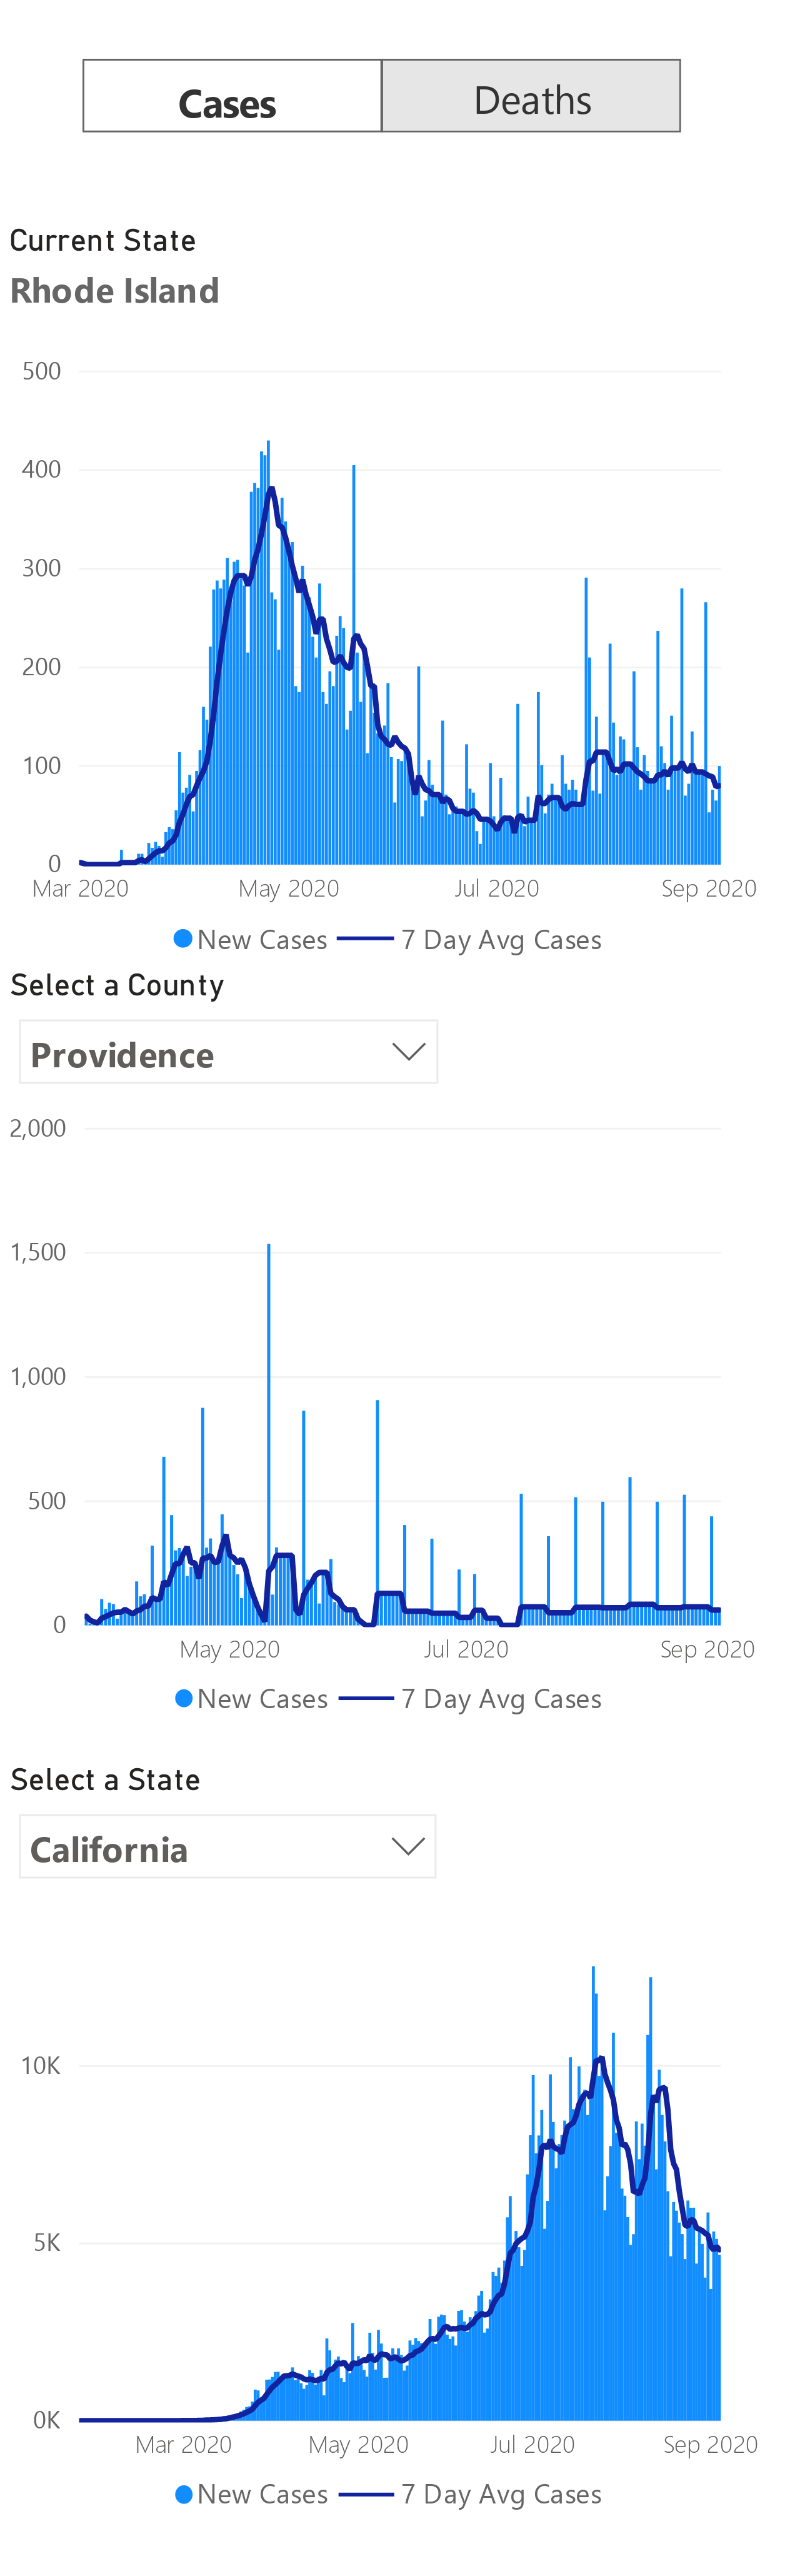 Cases Deaths
Current State
Rhode Island
500
400
300
200
100
0
Mar 2020 May 2020 Jul 2020 Sep 2020
New Cases 7 Day Avg Cases
Select a County
Providence
2,000
1,500
1,000
500
0
May 2020 Jul 2020 Sep 2020
New Cases 7 Day Avg Cases
Select a State
California
10K
5K
0K
Mar 2020 May 2020 Jul 2020 Sep 2020
New Cases 7 Day Avg Cases